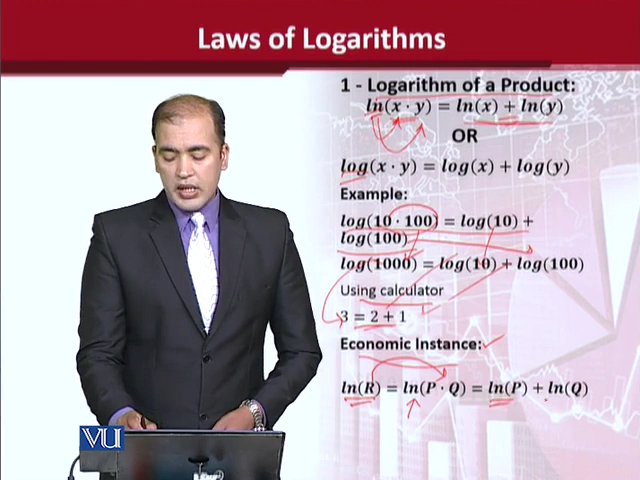 Laws of Logarithms
1 - Logarithm of a Product:
ln(x · y) = ln(x) + ln(y)
OR
log(x · y) = log(x) + log(y)
Example:
log(10 · 100) = log(10) +
log(100)
log(1000) = log(10) + log(100)
Using calculator
3 = 2 + 1
Economic Instance:
ln(R) = ln(P · Q) = ln(P) + ln(Q)
VU